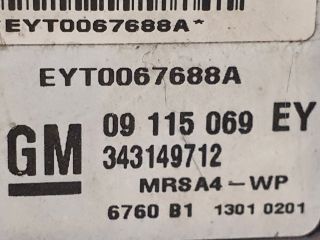 EYT0067688A*
EYT0067688A
GM 09 115 069 EY
343149712
MRSA4-WP
6760 B1 1301 0201